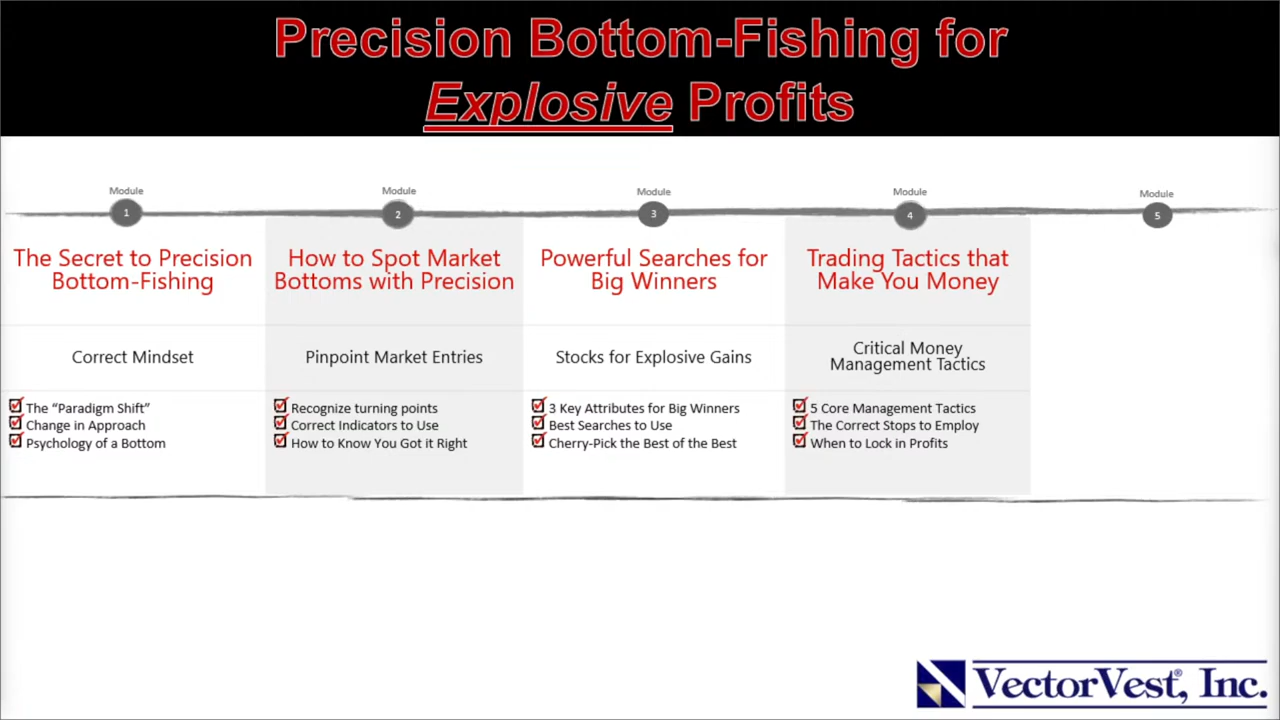 Precision Bottom-Fishing for
Explosive Profits
Module
1
The Secret to Precision
Bottom-Fishing
Correct Mindset
The “Paradigm Shift”
Change in Approach
Psychology of a Bottom
Module
2
How to Spot Market
Bottoms with Precision
Pinpoint Market Entries
Recognize turning points
Correct Indicators to Use
How to Know You Got it Right
Module
3
Powerful Searches for
Big Winners
Stocks for Explosive Gains
3 Key Attributes for Big Winners
Best Searches to Use
Cherry-Pick the Best of the Best
Module
4
Trading Tactics that
Make You Money
Critical Money
Management Tactics
5 Core Management Tactics
The Correct Stops to Employ
When to Lock in Profits
Module
5
VectorVest®, Inc.